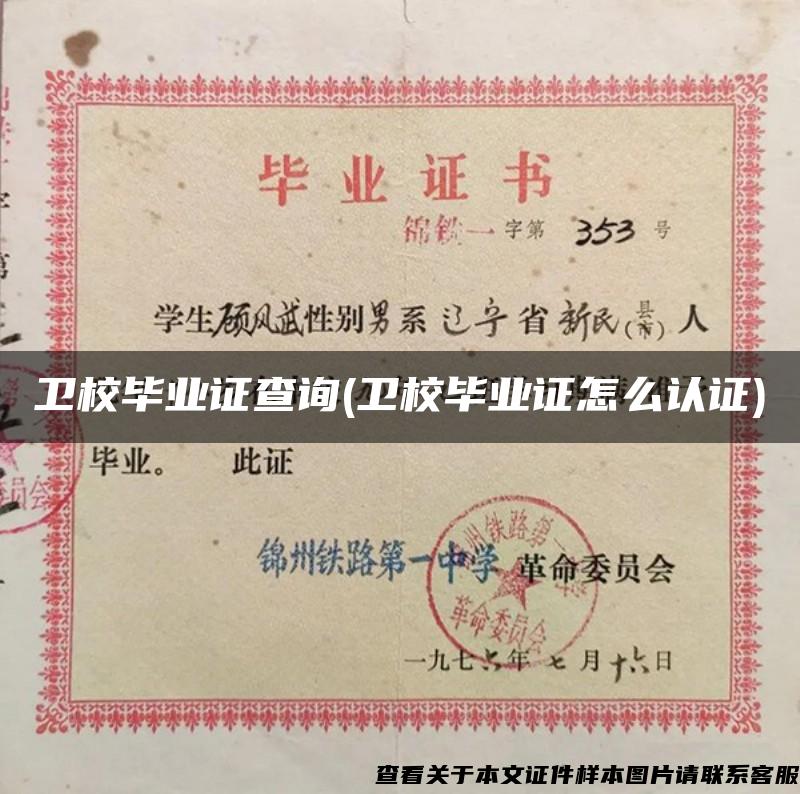 毕业证书
锦铁一字第 353 号
学生顾风武性别男系辽宁省新民(县市)人
卫校毕业证查询(卫校毕业证怎么认证)
毕业。 此证
锦州铁路第一中学 革命委员会
州铁路第一
革命委员会
一九七六年七月十六日
员会
查看关于本文证件样本图片请联系客服